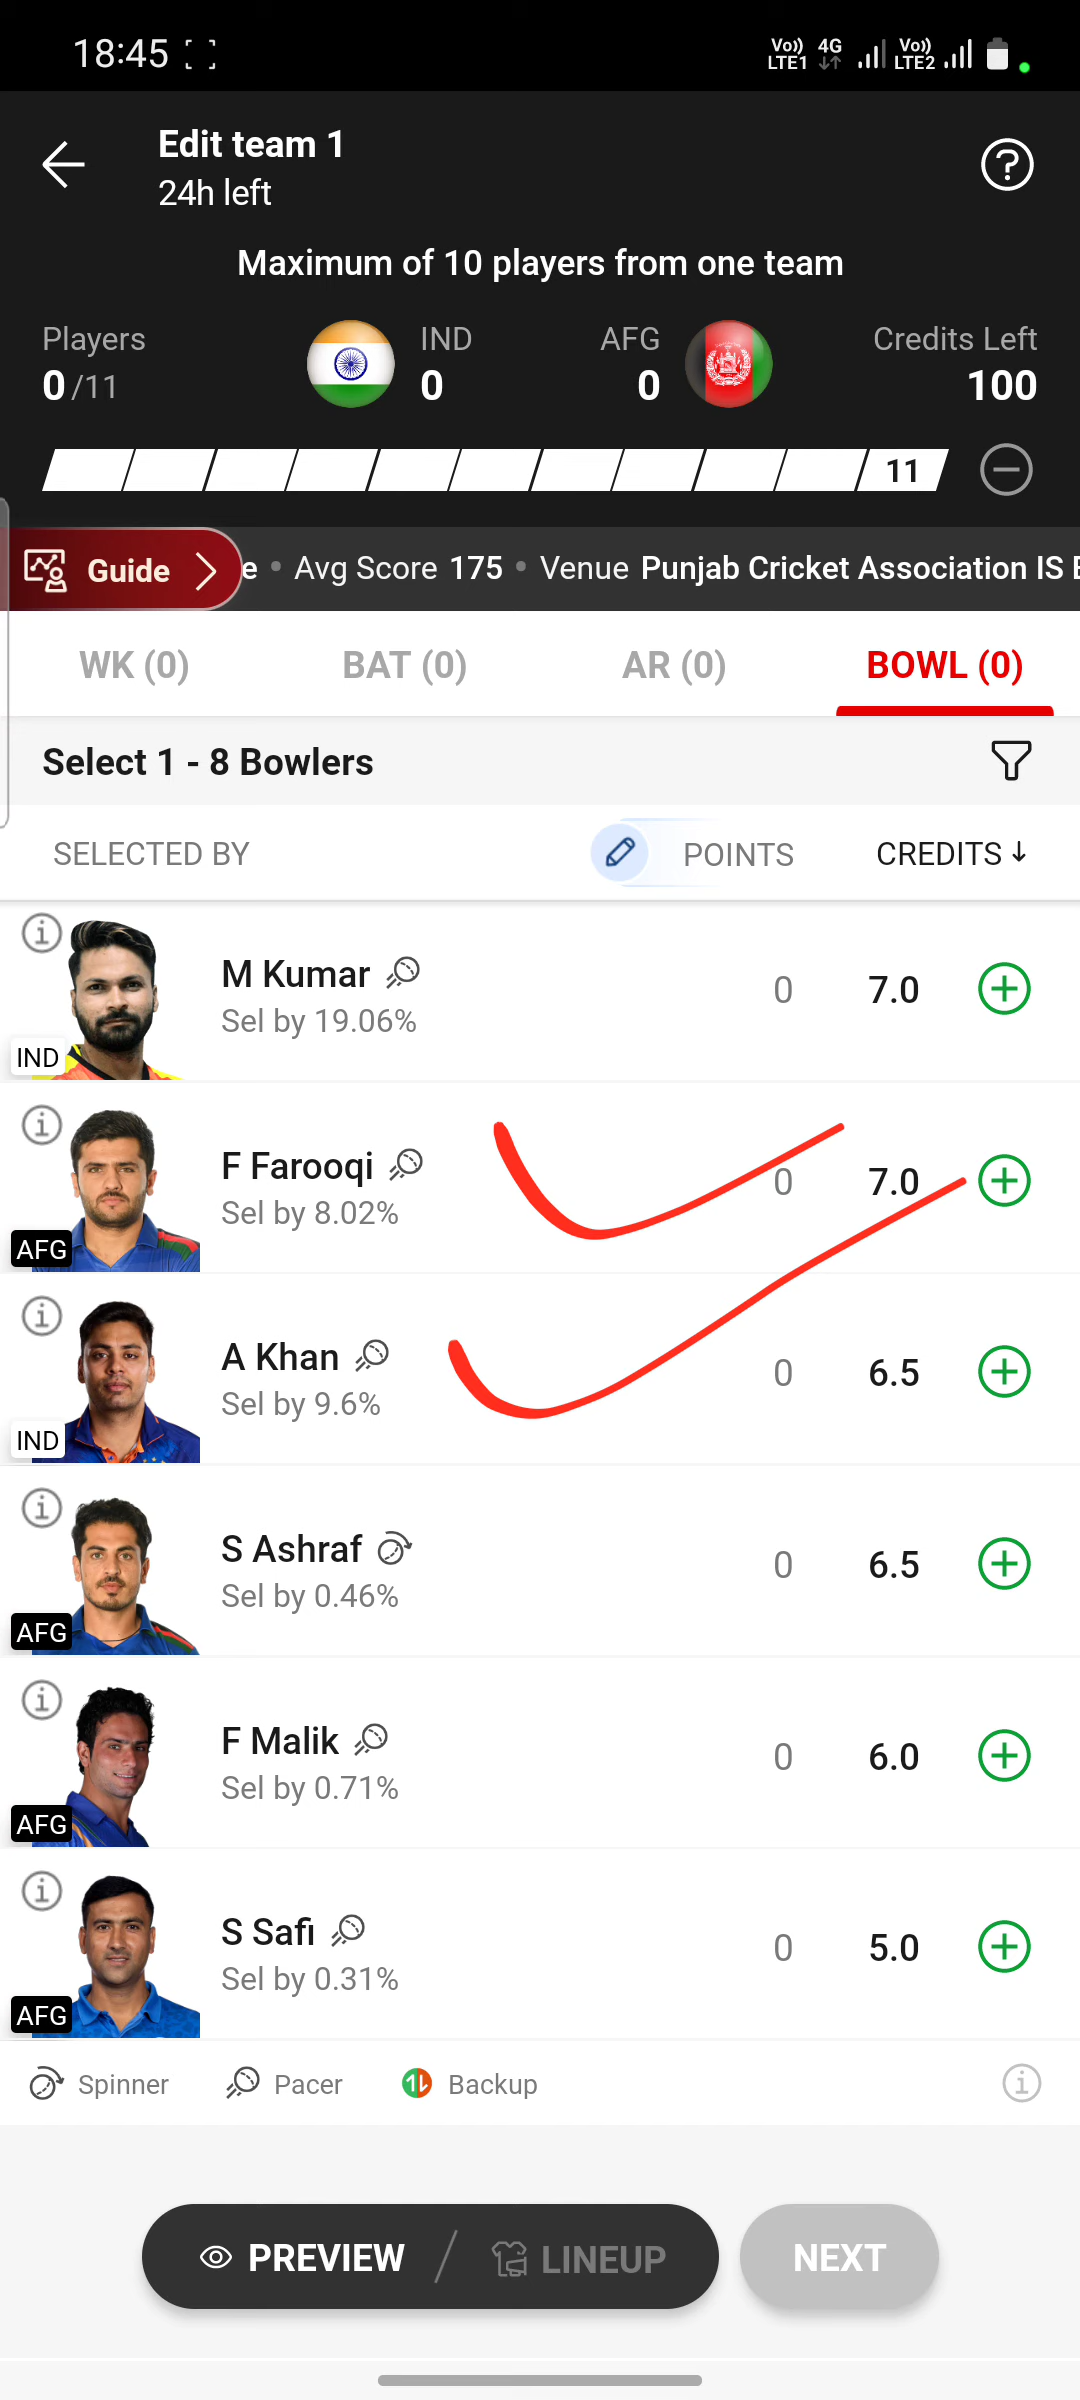 18:45
Vo)) LTE1 4G Vo)) LTE2
Edit team 1
24h left
Maximum of 10 players from one team
Players IND AFG Credits Left
0/11 0 0 100
11
Guide e • Avg Score 175 • Venue Punjab Cricket Association IS
WK (0) BAT (0) AR (0) BOWL (0)
Select 1 - 8 Bowlers
SELECTED BY POINTS CREDITS ↓
M Kumar
Sel by 19.06%
IND
0 7.0
F Farooqi
Sel by 8.02%
AFG
0 7.0
A Khan
Sel by 9.6%
IND
0 6.5
S Ashraf
Sel by 0.46%
AFG
0 6.5
F Malik
Sel by 0.71%
AFG
0 6.0
S Safi
Sel by 0.31%
AFG
0 5.0
Spinner Pacer Backup
PREVIEW LINEUP NEXT